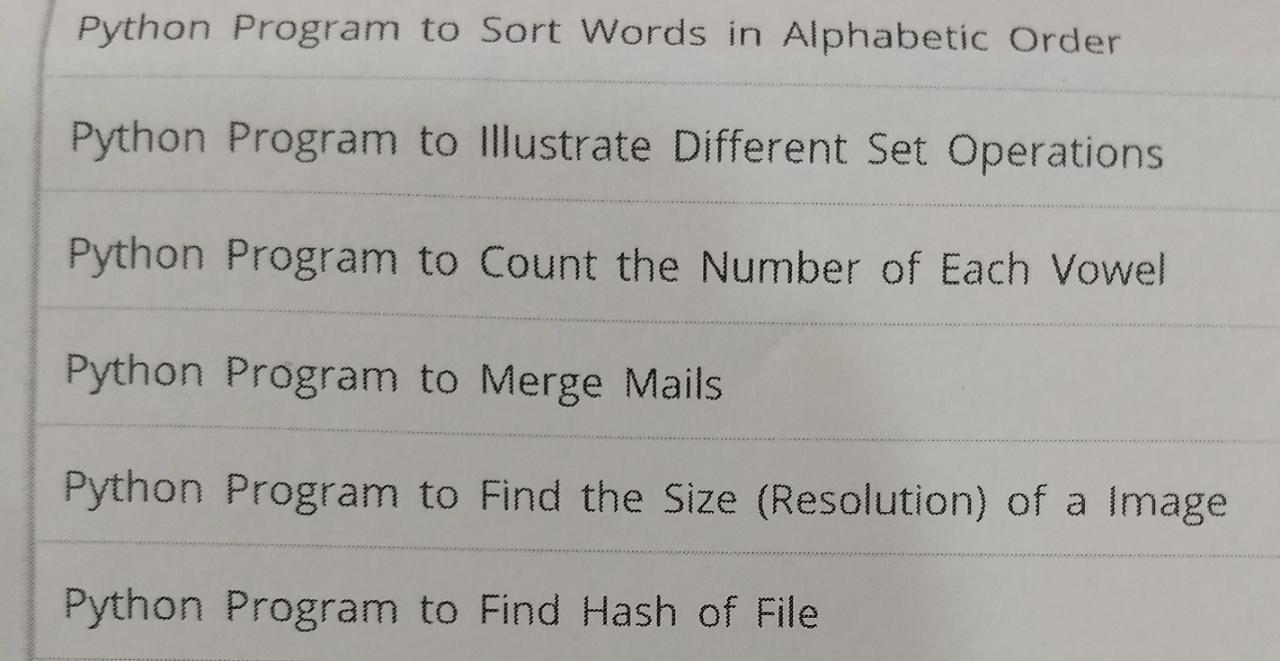 Python Program to Sort Words in Alphabetic Order
Python Program to Illustrate Different Set Operations
Python Program to Count the Number of Each Vowel
Python Program to Merge Mails
Python Program to Find the Size (Resolution) of a Image
Python Program to Find Hash of File